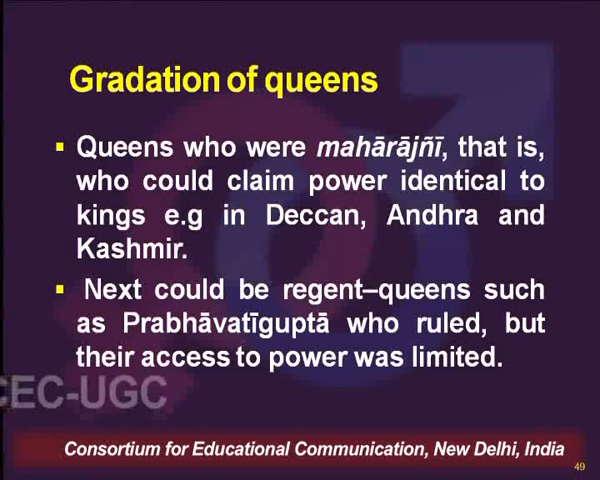 Gradation of queens
▪ Queens who were mahārājñī, that is,
who could claim power identical to
kings e.g in Deccan, Andhra and
Kashmir.
▪ Next could be regent–queens such
as Prabhāvatīguptā who ruled, but
their access to power was limited.
CEC-UGC
Consortium for Educational Communication, New Delhi, India
49